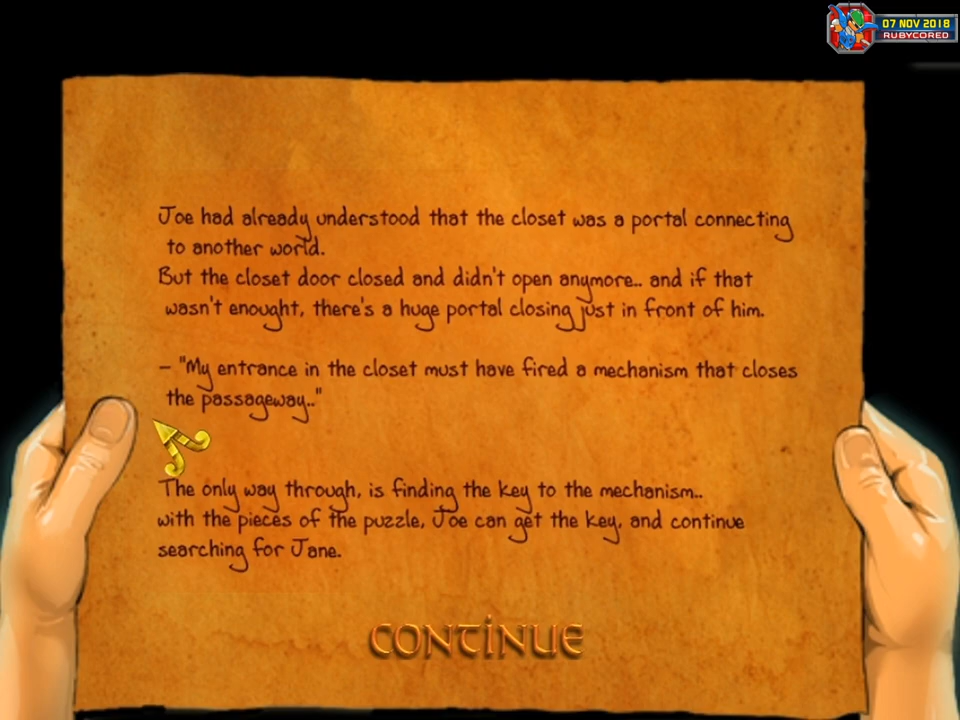 07 NOV 2018
RUBYCORED
Joe had already understood that the closet was a portal connecting
to another world.
But the closet door closed and didn't open anymore.. and if that
wasn't enought, there's a huge portal closing just in front of him.
- "My entrance in the closet must have fired a mechanism that closes
the passageway.."
The only way through, is finding the key to the mechanism..
with the pieces of the puzzle, Joe can get the key, and continue
searching for Jane.
CONTINUE